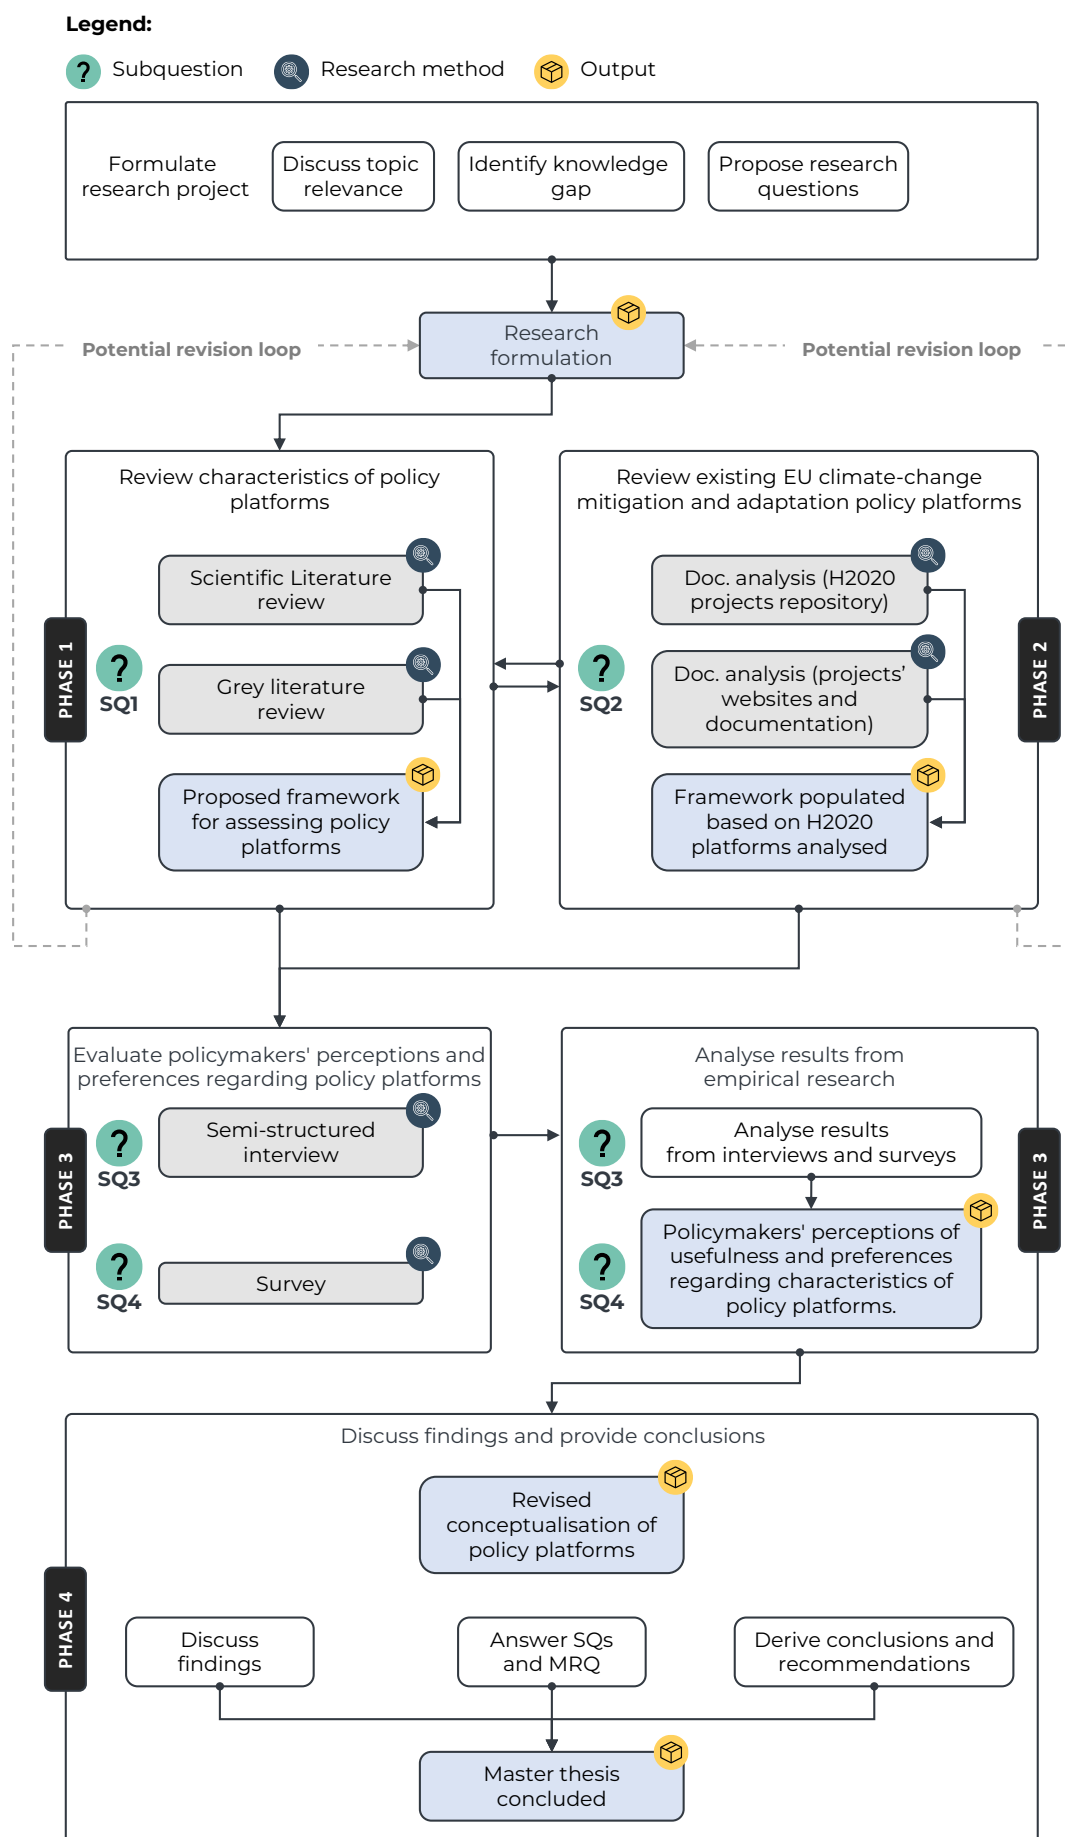 Legend:
Subquestion
Research method
Output
Formulate
research project
Discuss topic
relevance
Identify knowledge
gap
Propose research
questions
Research
formulation
Potential revision loop
Potential revision loop
Review characteristics of policy
platforms
Scientific Literature
review
Grey literature
review
Proposed framework
for assessing policy
platforms
PHASE 1
?
SQ1
Review existing EU climate-change
mitigation and adaptation policy platforms
Doc. analysis (H2020
projects repository)
Doc. analysis (projects’
websites and
documentation)
Framework populated
based on H2020
platforms analysed
?
SQ2
PHASE 2
Evaluate policymakers' perceptions and
preferences regarding policy platforms
Semi-structured
interview
Survey
PHASE 3
?
SQ3
?
SQ4
Analyse results from
empirical research
Analyse results
from interviews and surveys
Policymakers' perceptions of
usefulness and preferences
regarding characteristics of
policy platforms.
?
SQ3
?
SQ4
PHASE 3
Discuss findings and provide conclusions
Revised
conceptualisation of
policy platforms
PHASE 4
Discuss
findings
Answer SQs
and MRQ
Derive conclusions and
recommendations
Master thesis
concluded